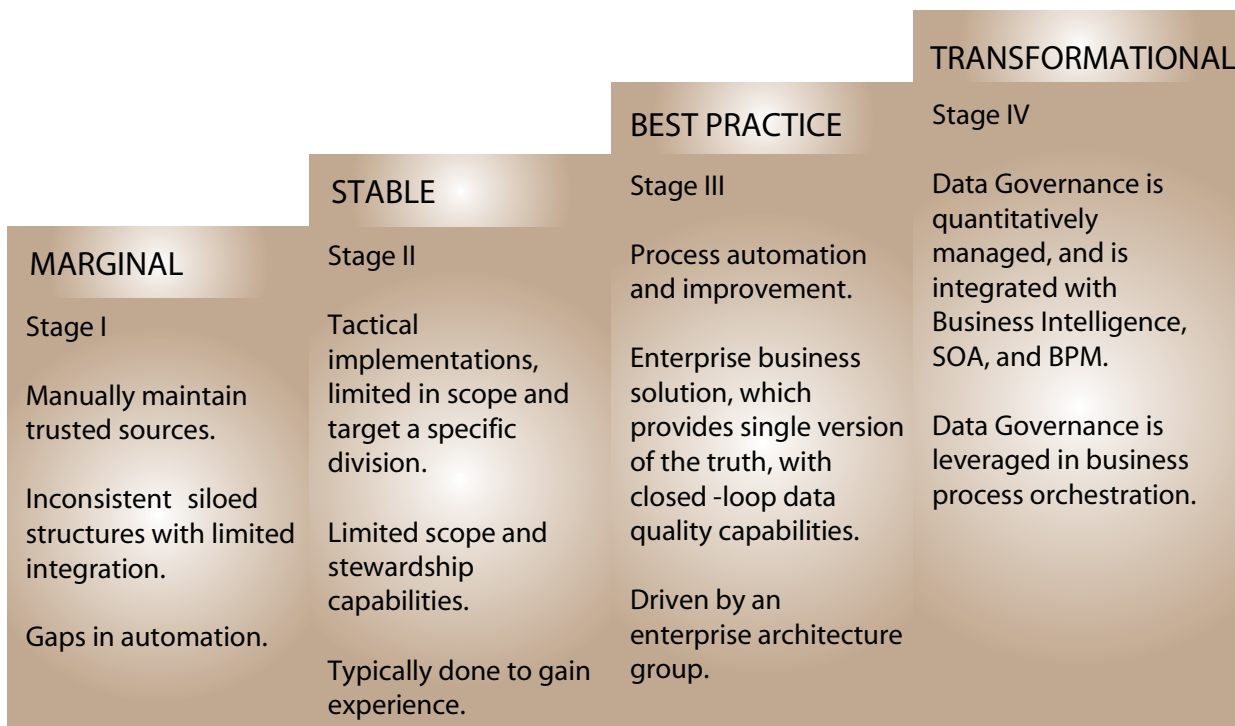 MARGINAL
Stage I
Manually maintain
trusted sources.
Inconsistent siloed
structures with limited
integration.
Gaps in automation.
STABLE
Stage II
Tactical
implementations,
limited in scope and
target a specific
division.
Limited scope and
stewardship
capabilities.
Typically done to gain
experience.
BEST PRACTICE
Stage III
Process automation
and improvement.
Enterprise business
solution, which
provides single version
of the truth, with
closed -loop data
quality capabilities.
Driven by an
enterprise architecture
group.
TRANSFORMATIONAL
Stage IV
Data Governance is
quantitatively
managed, and is
integrated with
Business Intelligence,
SOA, and BPM.
Data Governance is
leveraged in business
process orchestration.